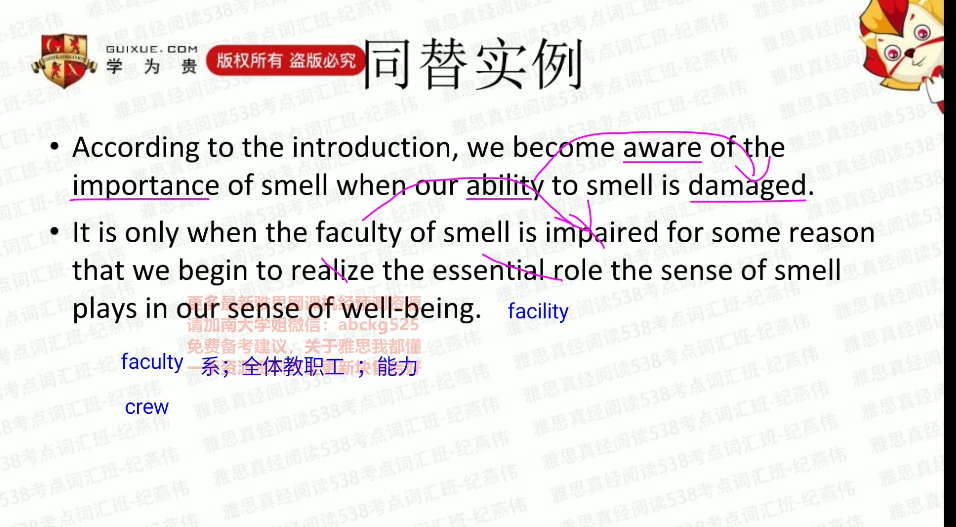 GUIXUE.COM
学为贵
版权所有 盗版必究
同替实例
• According to the introduction, we become aware of the
importance of smell when our ability to smell is damaged.
• It is only when the faculty of smell is impaired for some reason
that we begin to realize the essential role the sense of smell
plays in our sense of well-being.
facility
请加南大学姐微信：abckg525
免费备考建议，关于雅思我都懂
faculty 系；全体教职工 ；能力
crew
雅思真经阅读538考点词汇班-纪燕伟